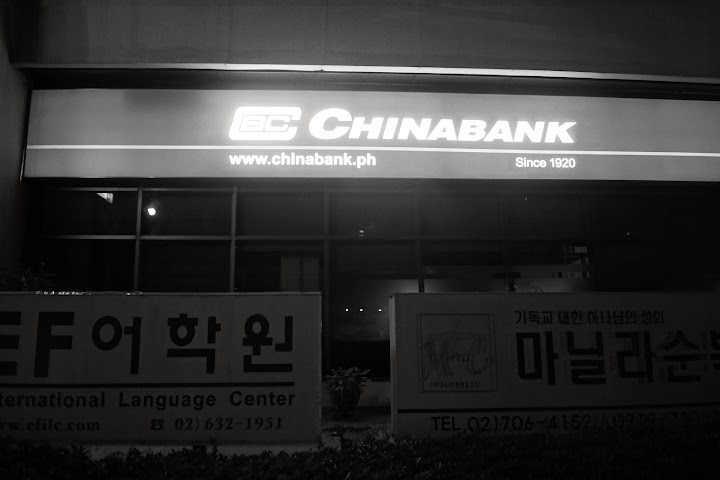 CBC CHINABANK
www.chinabank.ph
Since 1920
EF어학원
International Language Center
www.efilc.com ☎ 02) 632-1951
기독교 대한 하나님의 성회
마닐라순
TEL. 02)706-4152//